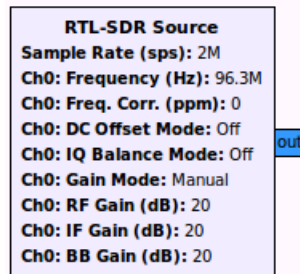 RTL-SDR Source
Sample Rate (sps): 2M
Ch0: Frequency (Hz): 96.3M
Ch0: Freq. Corr. (ppm): 0
Ch0: DC Offset Mode: Off
Ch0: IQ Balance Mode: Off
Ch0: Gain Mode: Manual
Ch0: RF Gain (dB): 20
Ch0: IF Gain (dB): 20
Ch0: BB Gain (dB): 20
out